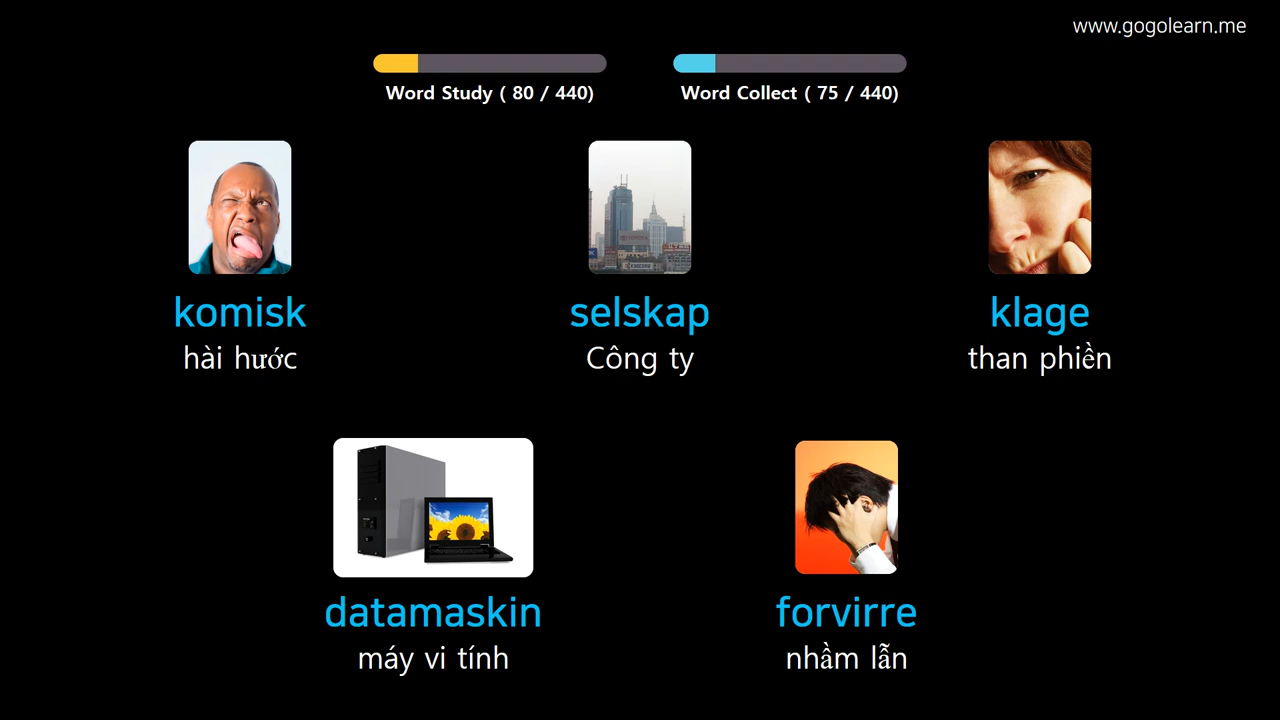 www.gogolearn.me
Word Study ( 80 / 440)
Word Collect ( 75 / 440)
komisk
selskap
klage
hài hước
Công ty
than phiền
datamaskin
forvirre
máy vi tính
nhầm lẫn